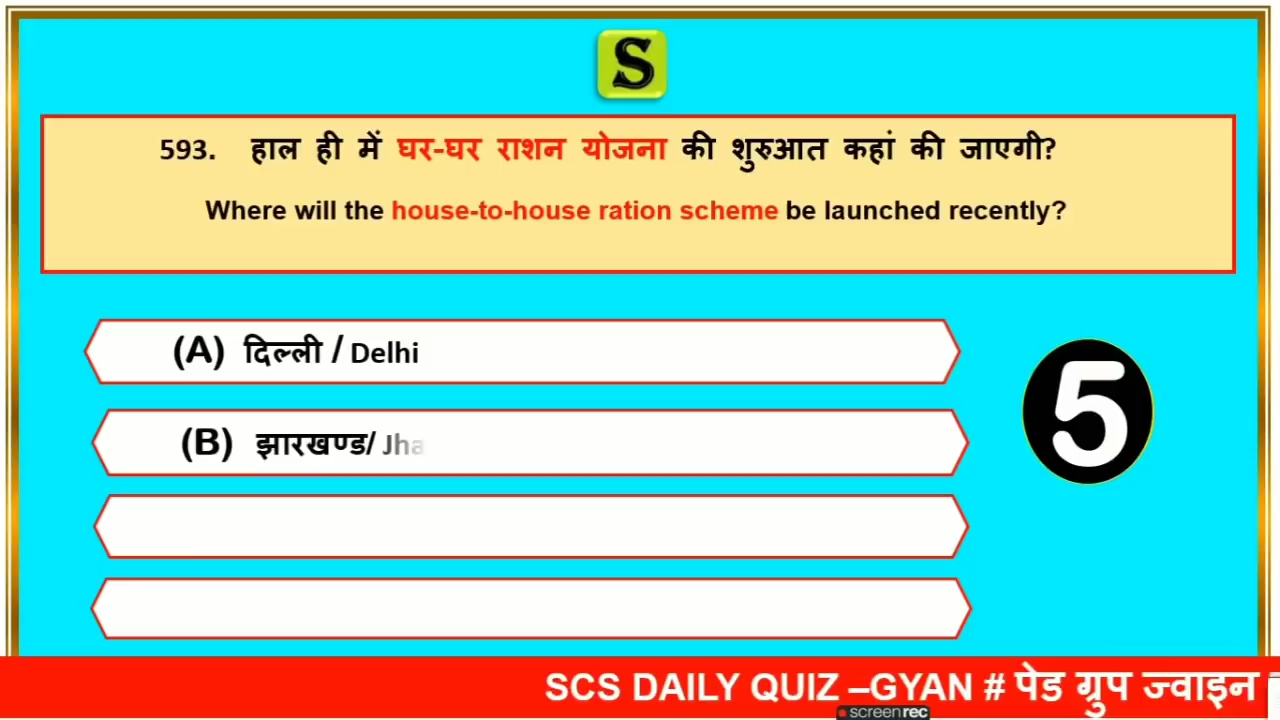 S
593. हाल ही में घर-घर राशन योजना की शुरुआत कहां की जाएगी?
Where will the house-to-house ration scheme be launched recently?
(A) दिल्ली / Delhi
(B) झारखण्ड/ Jha
5
SCS DAILY QUIZ –GYAN # पेड ग्रुप ज्वाइन
screenrec